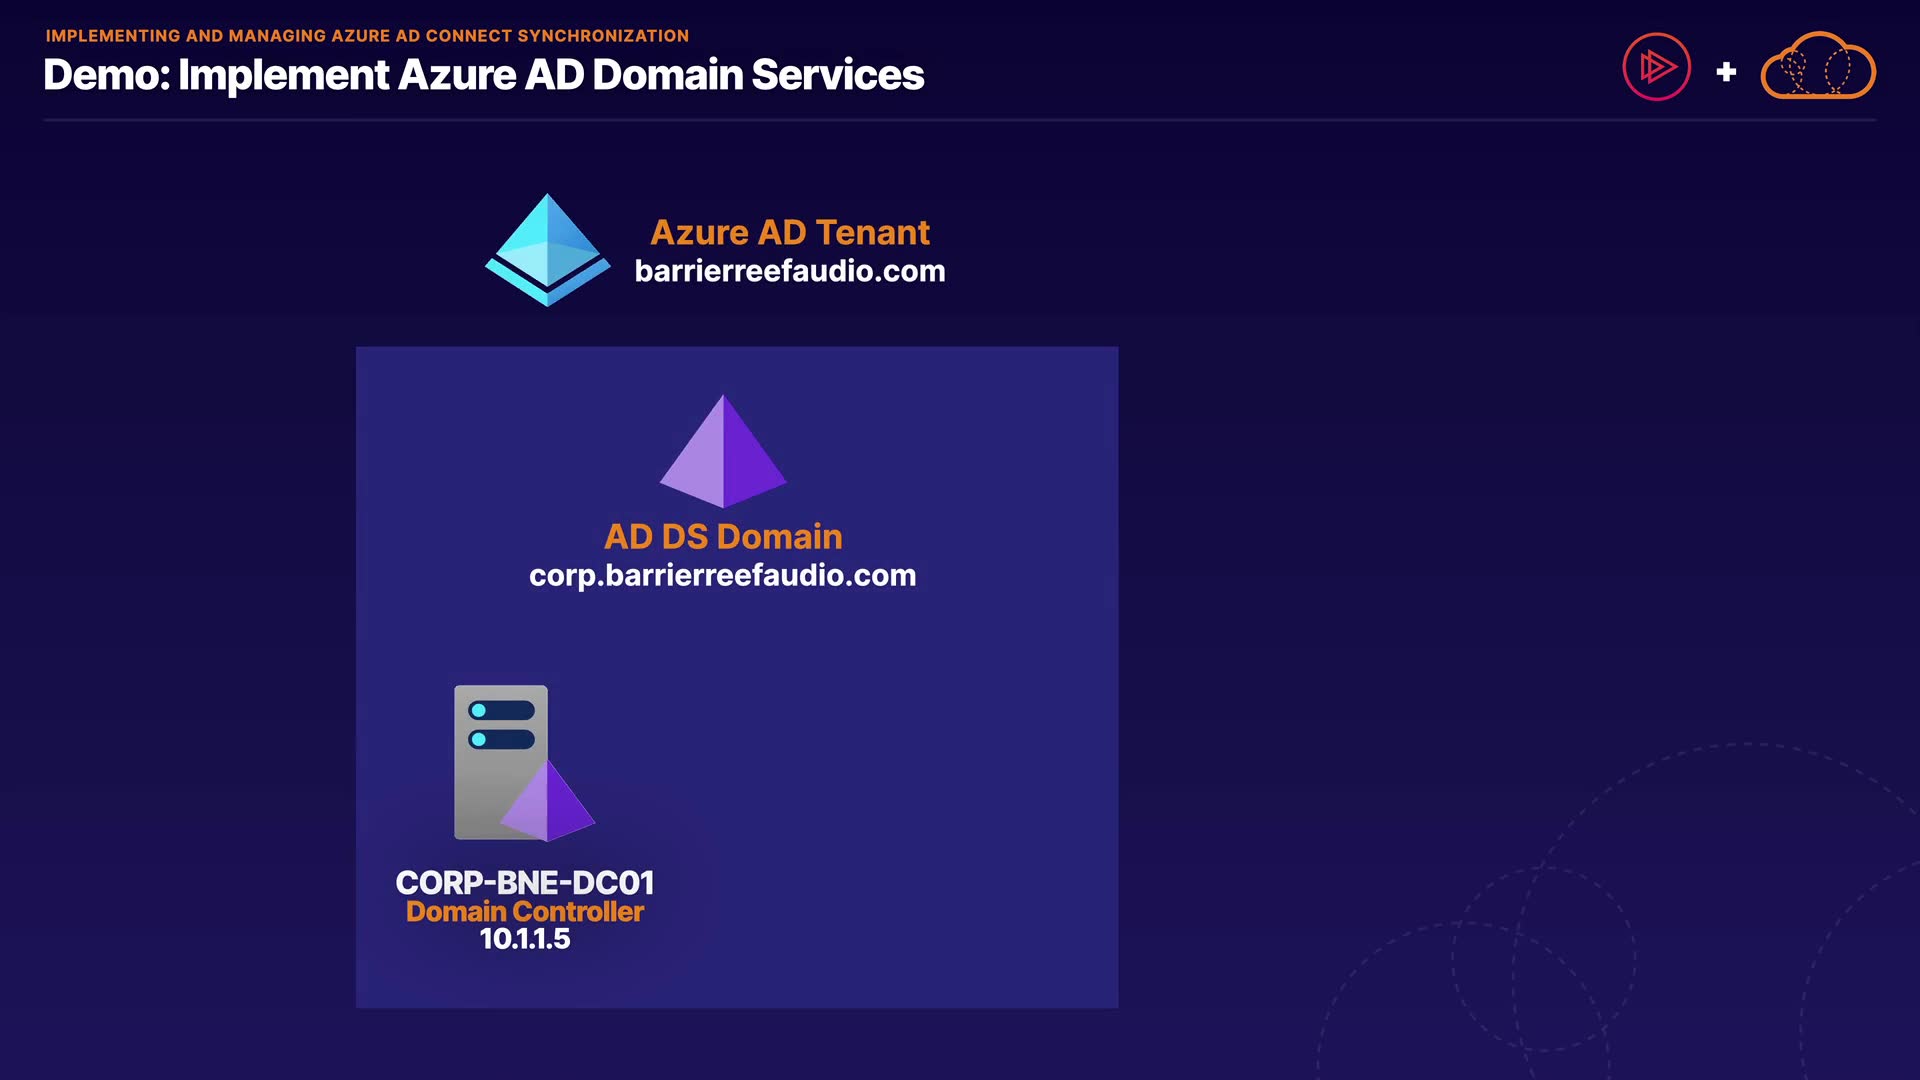 IMPLEMENTING AND MANAGING AZURE AD CONNECT SYNCHRONIZATION
Demo: Implement Azure AD Domain Services
+
Azure AD Tenant
barrierreefaudio.com
AD DS Domain
corp.barrierreefaudio.com
CORP-BNE-DC01
Domain Controller
10.1.1.5